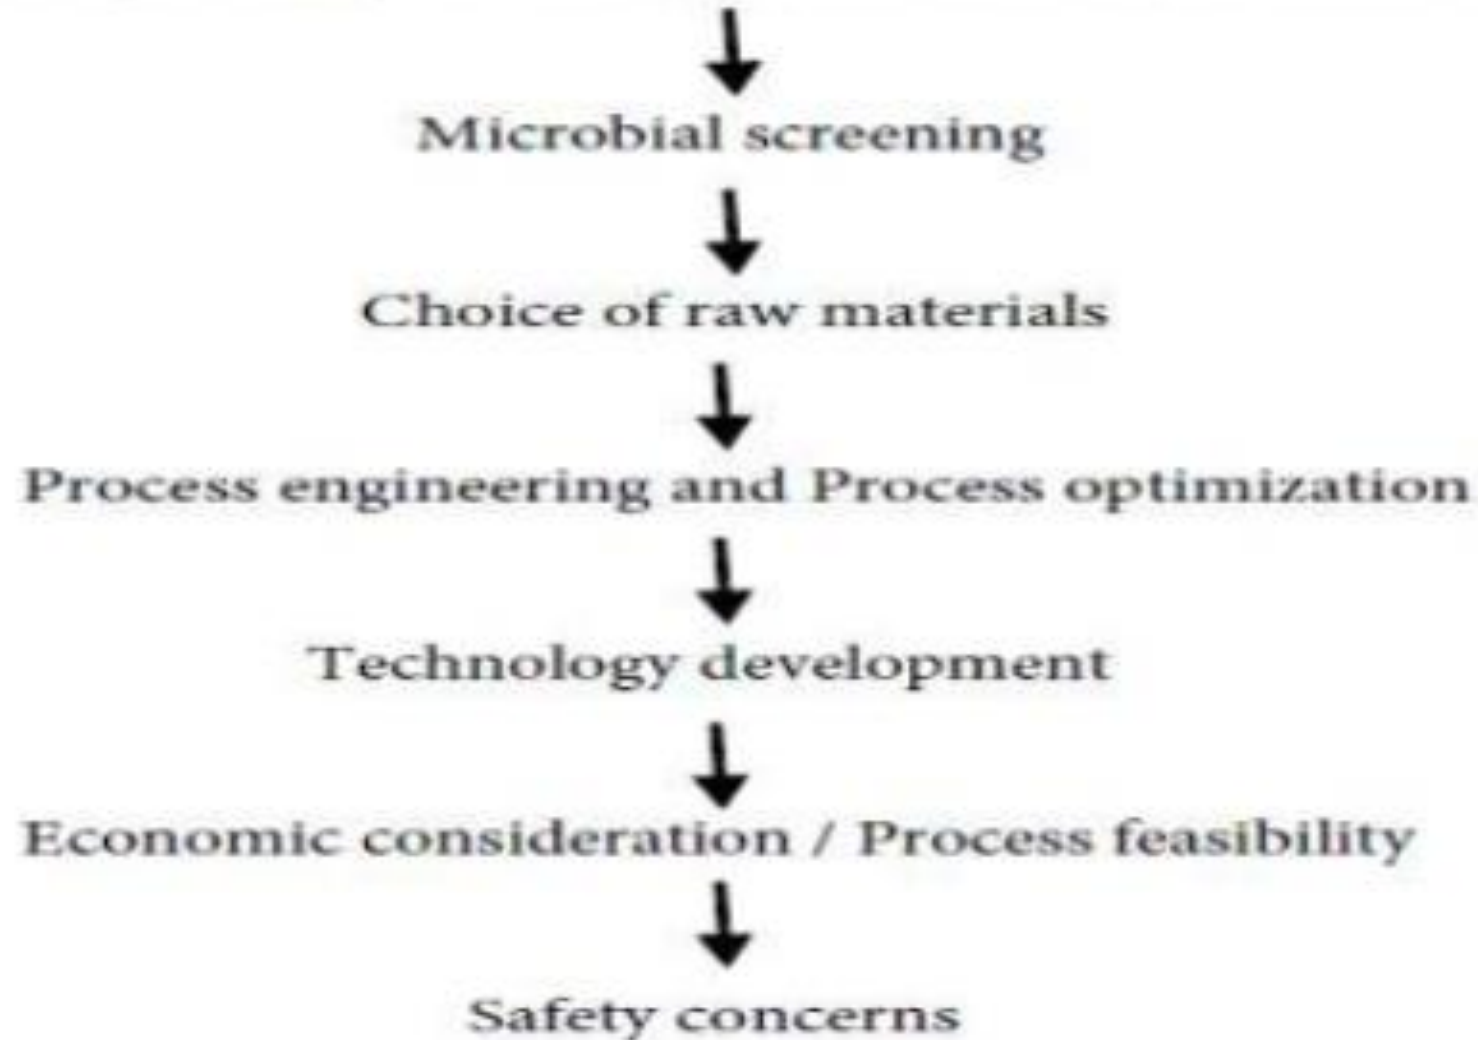 Microbial screening
Choice of raw materials
Process engineering and Process optimization
Technology development
Economic consideration / Process feasibility
Safety concerns